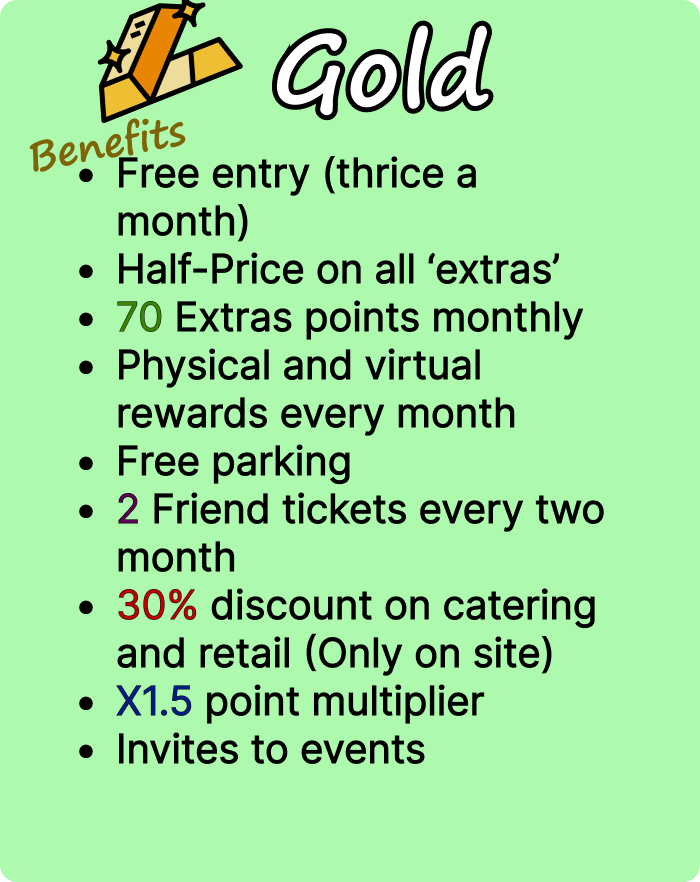 Gold
Benefits
• Free entry (thrice a
month)
• Half-Price on all ‘extras’
• 70 Extras points monthly
• Physical and virtual
rewards every month
• Free parking
• 2 Friend tickets every two
month
• 30% discount on catering
and retail (Only on site)
• X1.5 point multiplier
• Invites to events